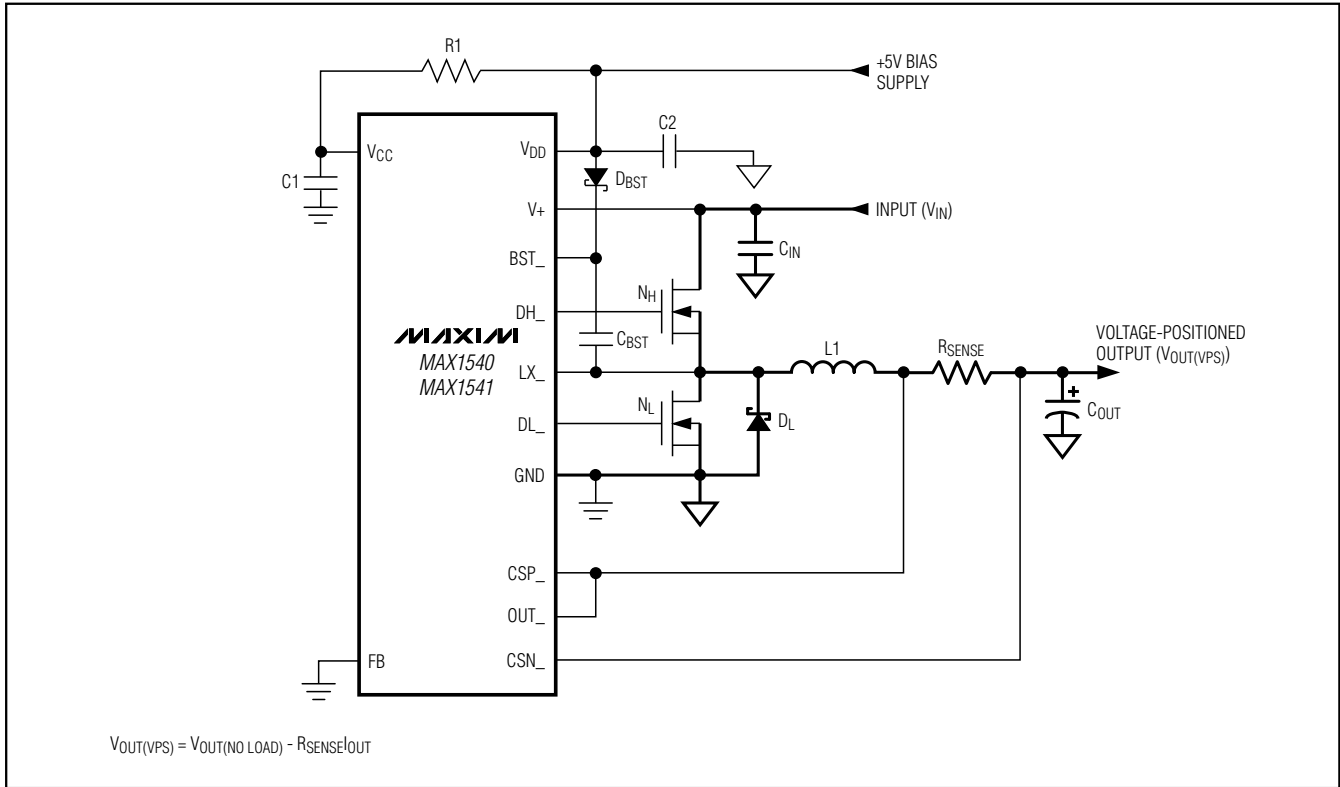 R1
+5V BIAS
SUPPLY
C2
VCC
VDD
C1
DBST
V+
INPUT (VIN)
CIN
BST_
NH
DH_
CBST
MAXIM
MAX1540
MAX1541
LX_
L1
RSENSE
VOLTAGE-POSITIONED
OUTPUT (VOUT(VPS))
NL
DL_
DL
+
COUT
GND
CSP_
OUT_
FB
CSN_
VOUT(VPS) = VOUT(NO LOAD) - RSENSEIOUT